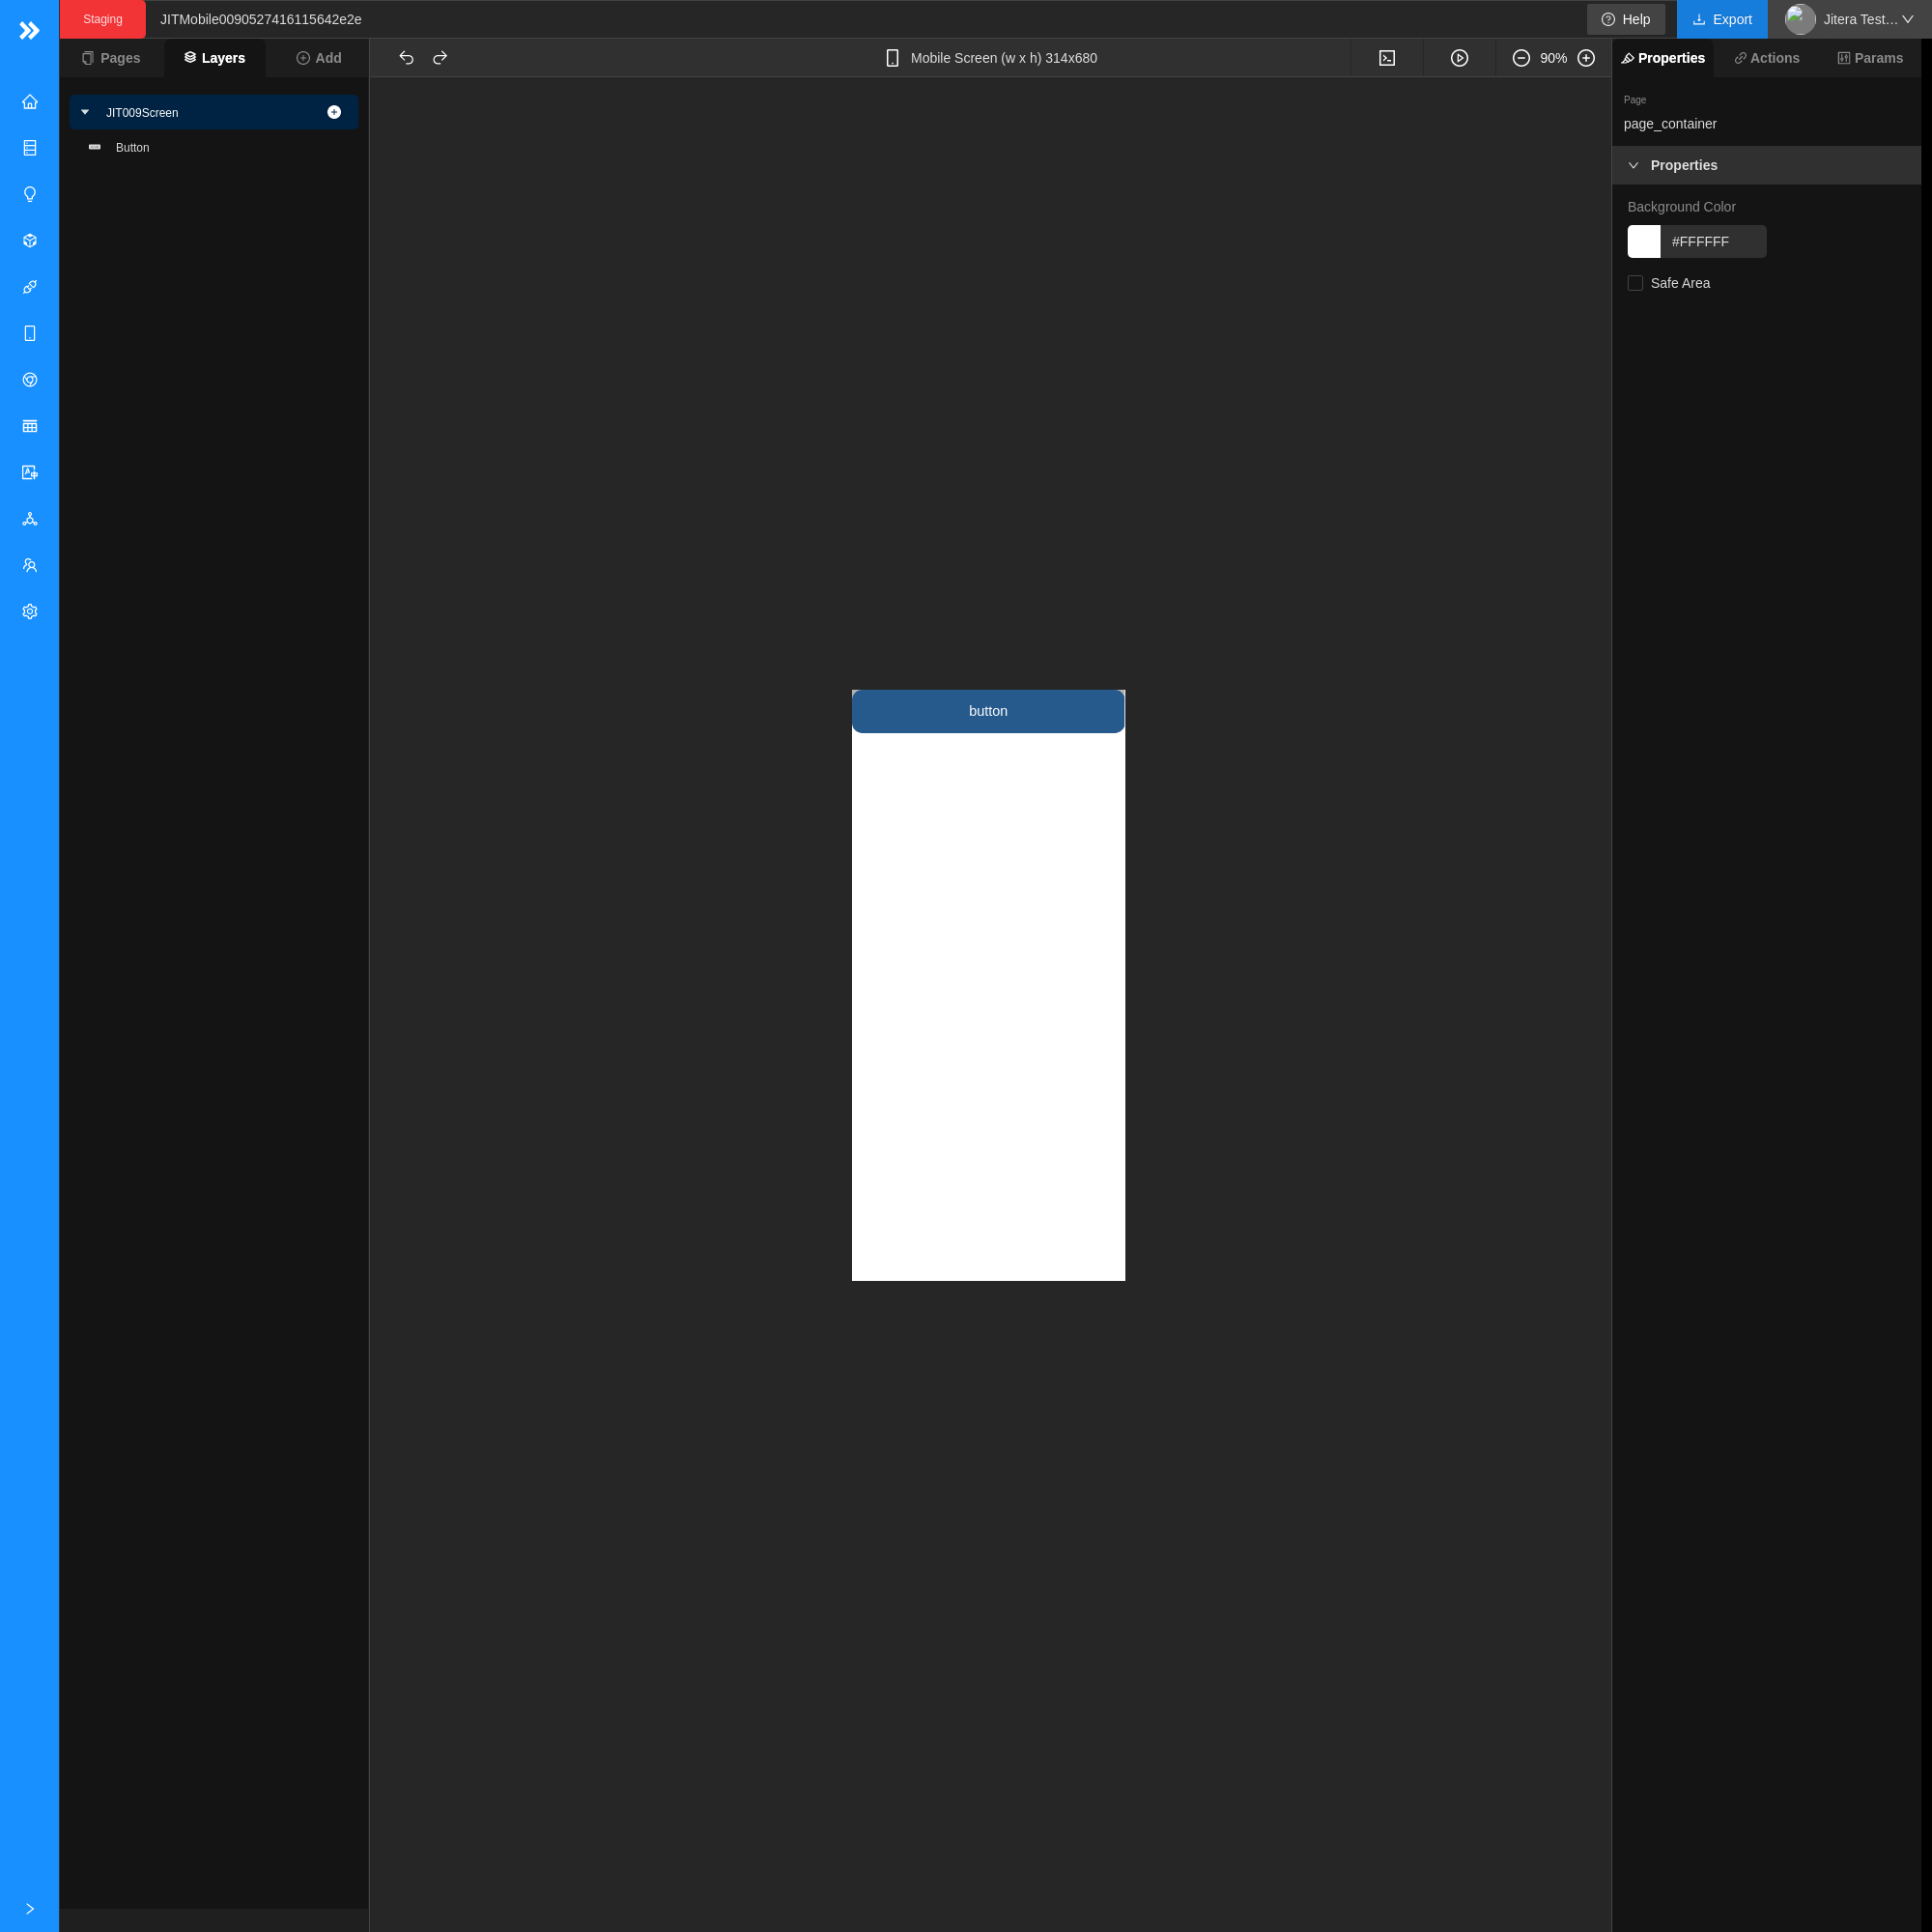 Staging
JITMobile0090527416115642e2e
Help
Export
Jitera Test...
Pages
Layers
Add
Mobile Screen (w x h) 314x680
90%
Properties
Actions
Params
JIT009Screen
Button
Page
page_container
Properties
Background Color
#FFFFFF
Safe Area
button